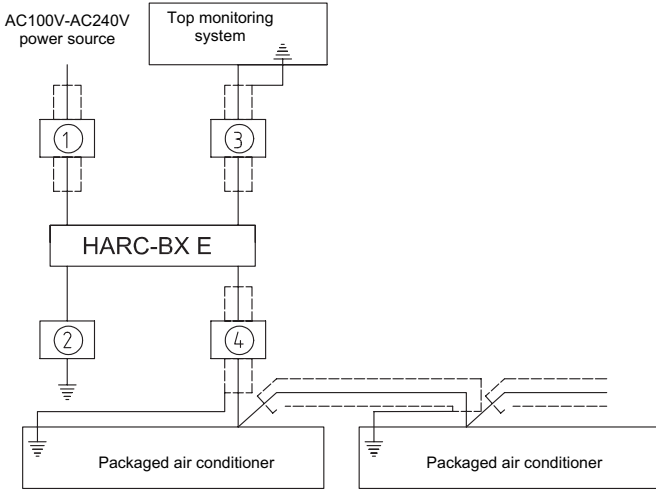 AC100V-AC240V
power source
Top monitoring
system
1
3
HARC-BX E
2
4
Packaged air conditioner
Packaged air conditioner